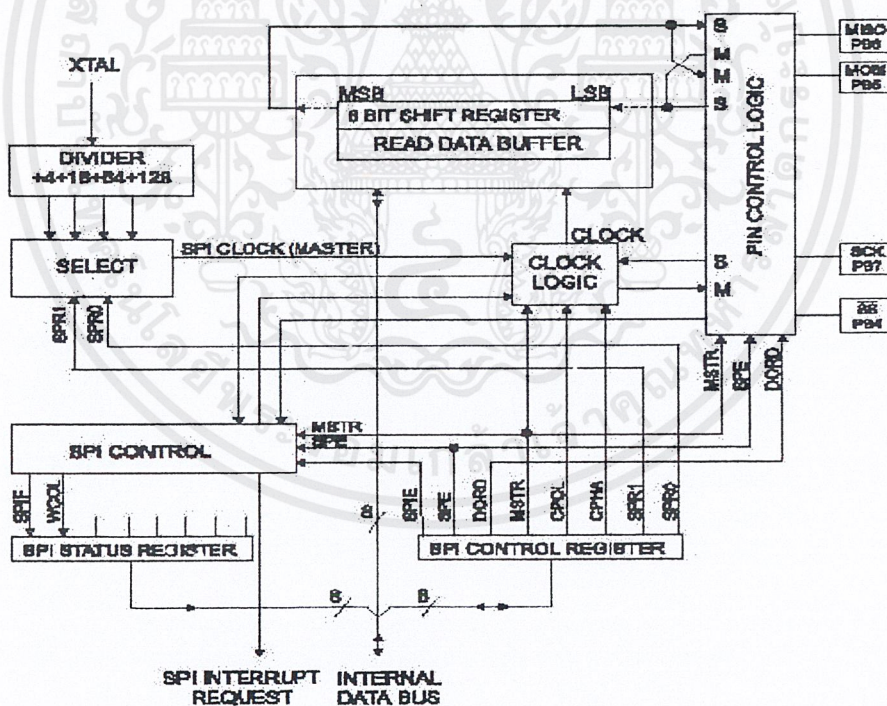 XTAL
DIVIDER
÷4÷16÷64÷128
SELECT
SPI CLOCK (MASTER)
SPR1
SPR0
MSB
LSB
8 BIT SHIFT REGISTER
READ DATA BUFFER
CLOCK
CLOCK
LOGIC
S
M
M
S
S
M
PIN CONTROL LOGIC
MISO
PB6
MOSI
PB5
SCK
PB7
SS
PB4
MSTR
SPE
DORD
SPI CONTROL
MSTR
SPE
SPIF
WCOL
SPI STATUS REGISTER
8
SPIE
SPE
DORD
MSTR
CPOL
CPHA
SPR1
SPR0
SPI CONTROL REGISTER
8
8
SPI INTERRUPT
REQUEST
INTERNAL
DATA BUS